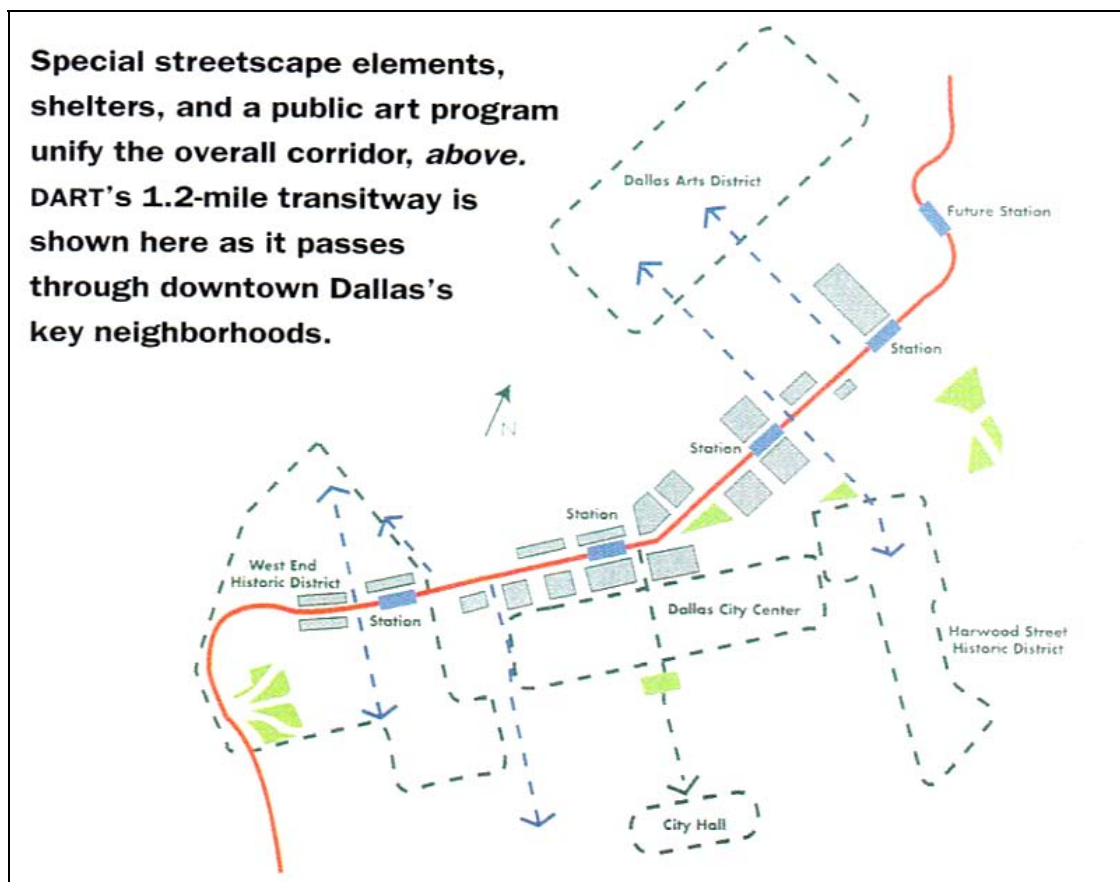 Special streetscape elements,
shelters, and a public art program
unify the overall corridor, above.
DART's 1.2-mile transitway is
shown here as it passes
through downtown Dallas's
key neighborhoods.
Dallas Arts District
Future Station
Station
N
Station
Station
West End
Historic District
Station
Dallas City Center
Harwood Street
Historic District
City Hall